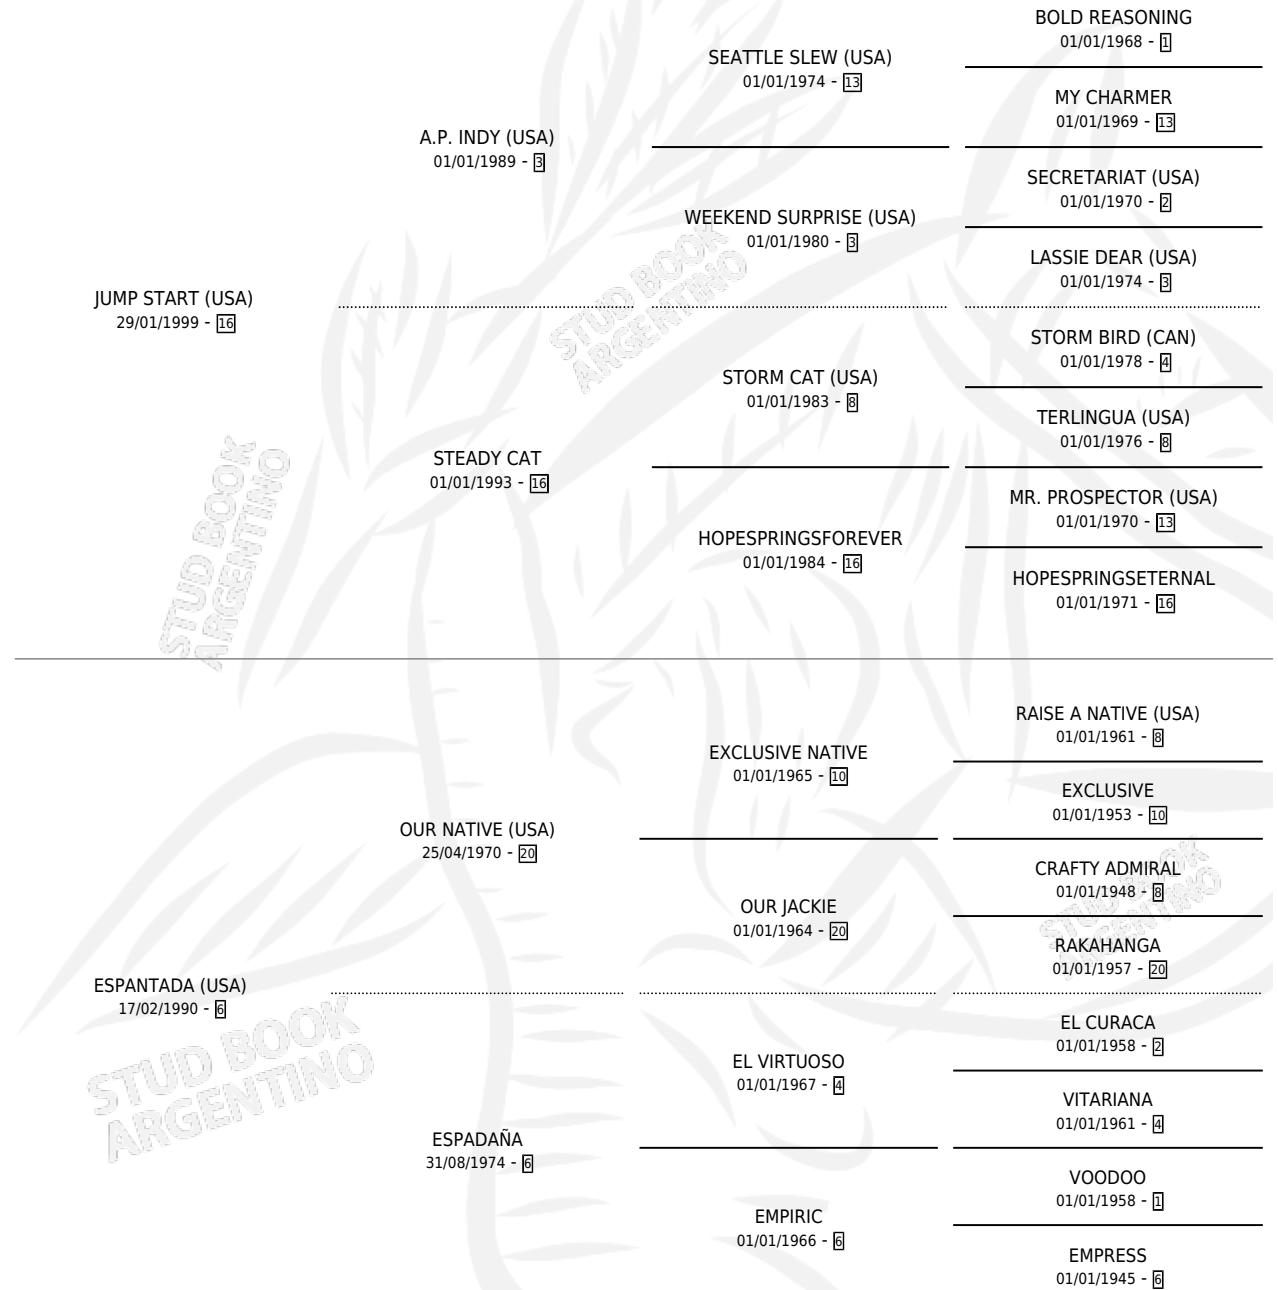 BOLD REASONING
01/01/1968 - 1
SEATTLE SLEW (USA)
01/01/1974 - 13
MY CHARMER
01/01/1969 - 13
A.P. INDY (USA)
01/01/1989 - 3
SECRETARIAT (USA)
01/01/1970 - 2
WEEKEND SURPRISE (USA)
01/01/1980 - 3
LASSIE DEAR (USA)
01/01/1974 - 3
JUMP START (USA)
29/01/1999 - 16
STORM BIRD (CAN)
01/01/1978 - 4
STORM CAT (USA)
01/01/1983 - 8
TERLINGUA (USA)
01/01/1976 - 8
STEADY CAT
01/01/1993 - 16
MR. PROSPECTOR (USA)
01/01/1970 - 13
HOPESPRINGSFOREVER
01/01/1984 - 16
HOPESPRINGSETERNAL
01/01/1971 - 16
RAISE A NATIVE (USA)
01/01/1961 - 8
EXCLUSIVE NATIVE
01/01/1965 - 10
EXCLUSIVE
01/01/1953 - 10
OUR NATIVE (USA)
25/04/1970 - 20
CRAFTY ADMIRAL
01/01/1948 - 8
OUR JACKIE
01/01/1964 - 20
RAKAHANGA
01/01/1957 - 20
ESPANTADA (USA)
17/02/1990 - 6
EL CURACA
01/01/1958 - 2
EL VIRTUOSO
01/01/1967 - 4
VITARIANA
01/01/1961 - 4
ESPADAÑA
31/08/1974 - 6
VOODOO
01/01/1958 - 1
EMPIRIC
01/01/1966 - 6
EMPRESS
01/01/1945 - 6
STUD BOOK
ARGENTINO
STUD BOOK
ARGENTINO
STUD BOOK
ARGENTINO
STUD BOOK
ARGENTINO